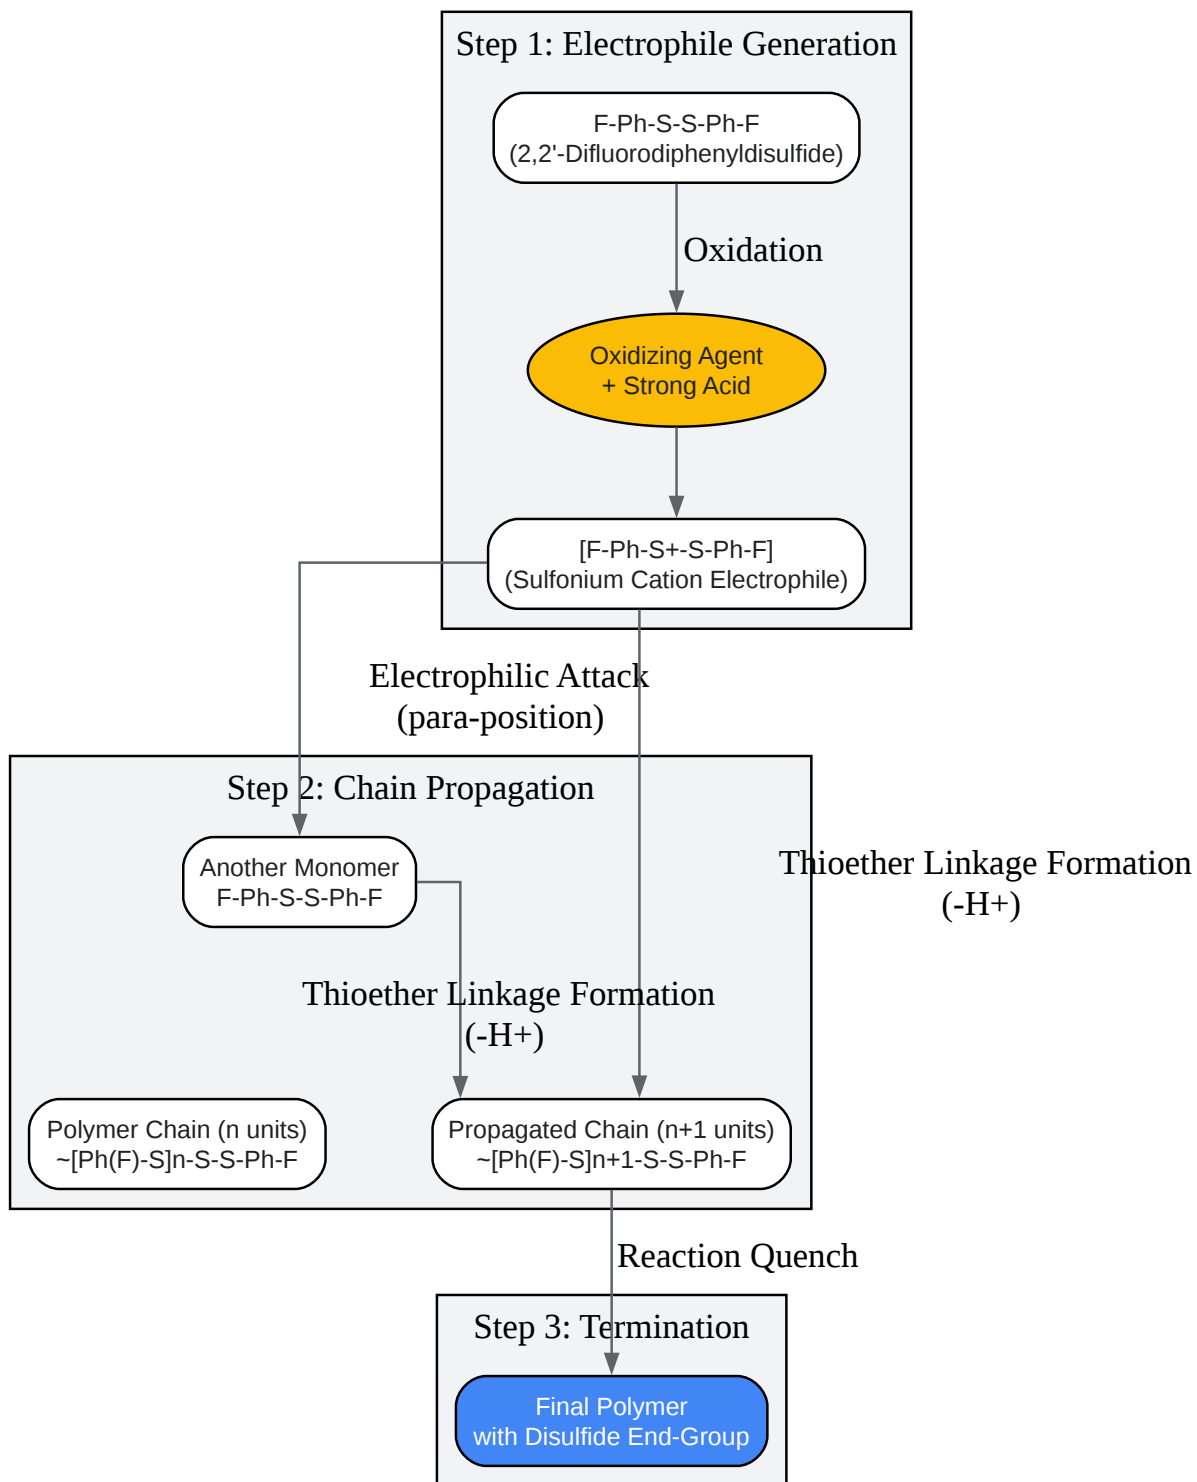 Step 1: Electrophile Generation
F-Ph-S-S-Ph-F
(2,2'-Difluorodiphenyldisulfide)
Oxidation
Oxidizing Agent
+ Strong Acid
[F-Ph-S+-S-Ph-F]
(Sulfonium Cation Electrophile)
Electrophilic Attack
(para-position)
Step 2: Chain Propagation
Another Monomer
F-Ph-S-S-Ph-F
Thioether Linkage Formation
(-H+)
Thioether Linkage Formation
(-H+)
Polymer Chain (n units)
~[Ph(F)-S]n-S-S-Ph-F
Propagated Chain (n+1 units)
~[Ph(F)-S]n+1-S-S-Ph-F
Reaction Quench
Step 3: Termination
Final Polymer
with Disulfide End-Group